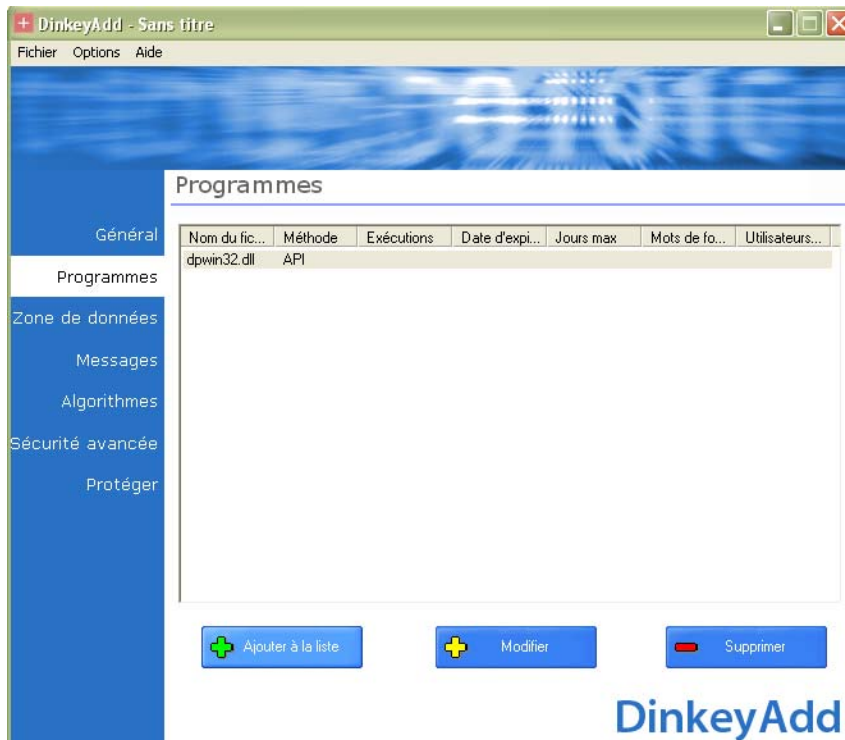 DinkeyAdd - Sans titre
Fichier Options Aide
Programmes
Général
Programmes
Zone de données
Messages
Algorithmes
Sécurité avancée
Protéger
Nom du fic... Méthode Exécutions Date d'expi... Jours max Mots de fo... Utilisateurs...
dpwin32.dll API
Ajouter à la liste Modifier Supprimer
DinkeyAdd